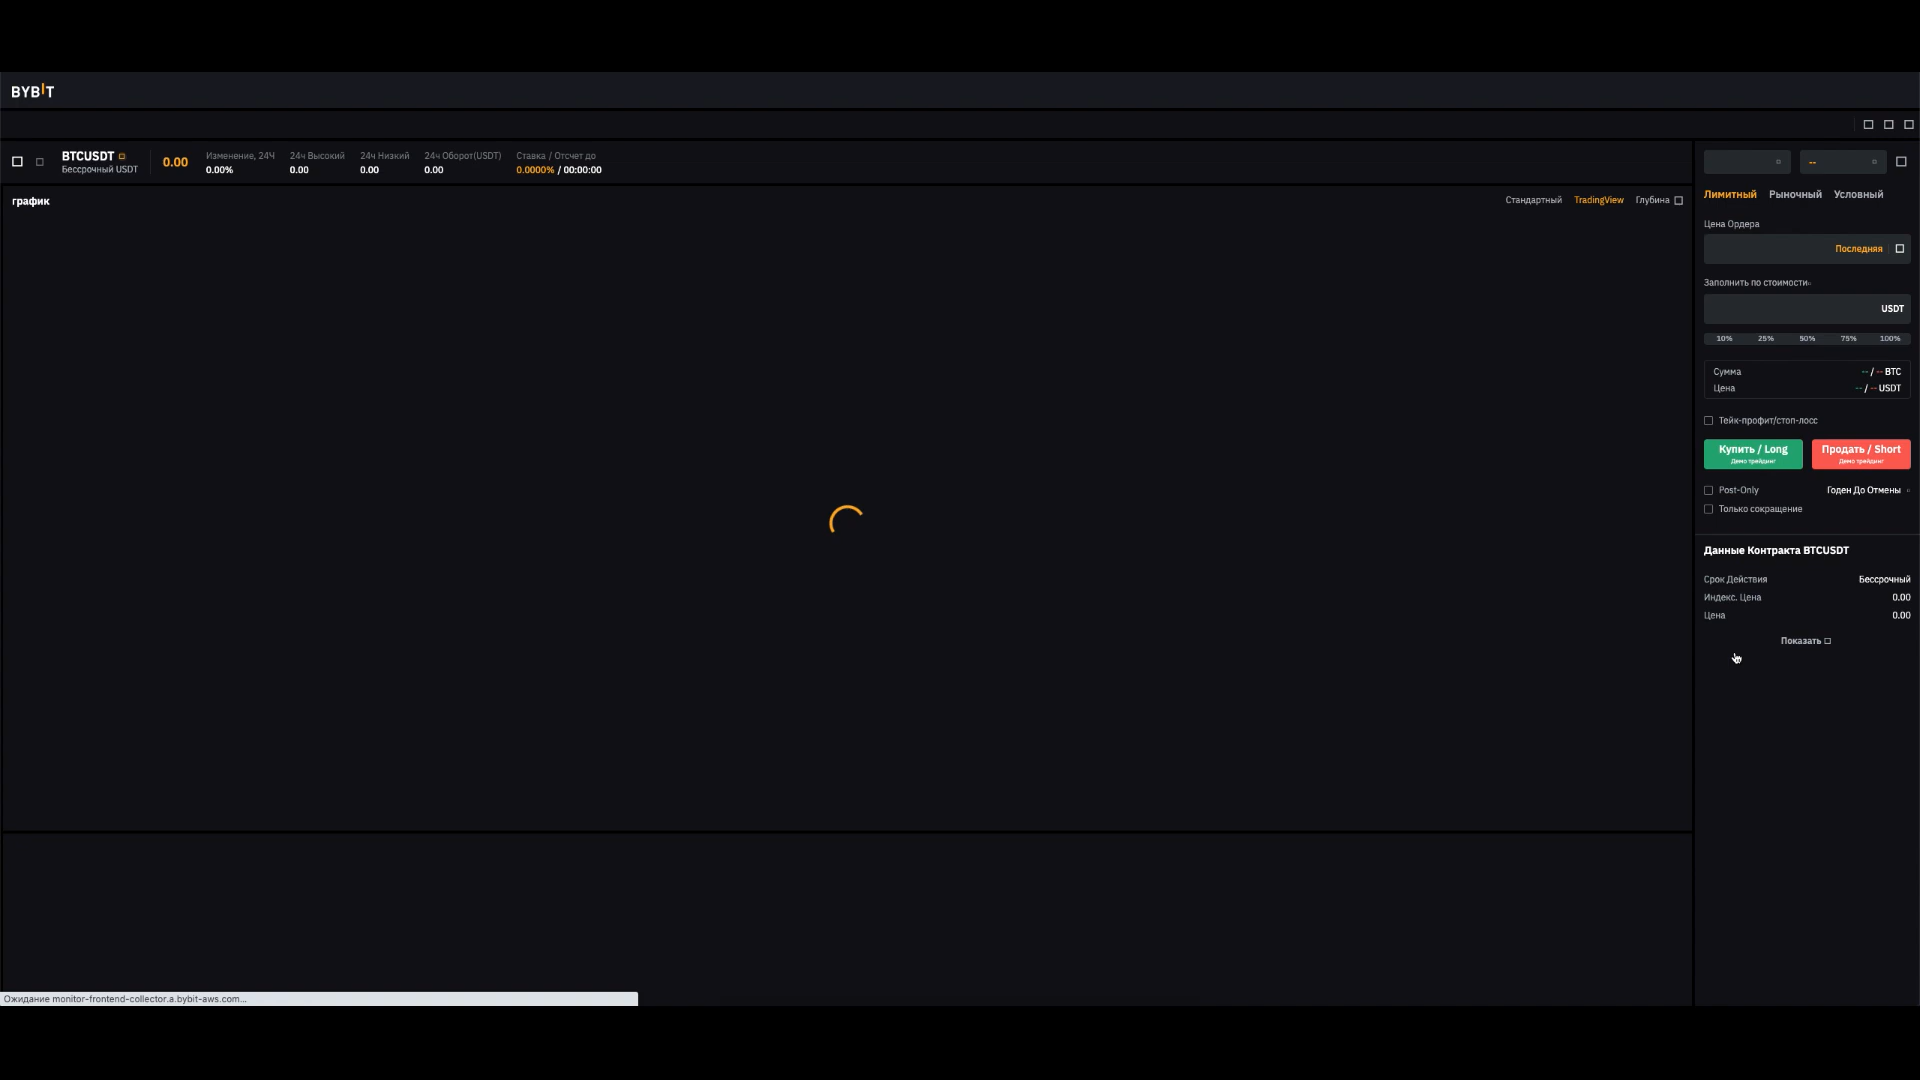 BYBIT
BTCUSDT
Бессрочный USDT
0.00
Изменение, 24Ч
0.00%
24ч Высокий
0.00
24ч Низкий
0.00
24ч Оборот(USDT)
0.00
Ставка / Отсчет до
0.0000% / 00:00:00
график
Стандартный TradingView Глубина
--
Лимитный Рыночный Условный
Цена Ордера
Последняя
Заполнить по стоимости
USDT
10% 25% 50% 75% 100%
Сумма -- / -- BTC
Цена -- / -- USDT
Тейк-профит/стоп-лосс
Купить / Long
Демо трейдинг
Продать / Short
Демо трейдинг
Post-Only Годен До Отмены
Только сокращение
Данные Контракта BTCUSDT
Срок Действия Бессрочный
Индекс. Цена 0.00
Цена 0.00
Показать
Ожидание monitor-frontend-collector.a.bybit-aws.com...